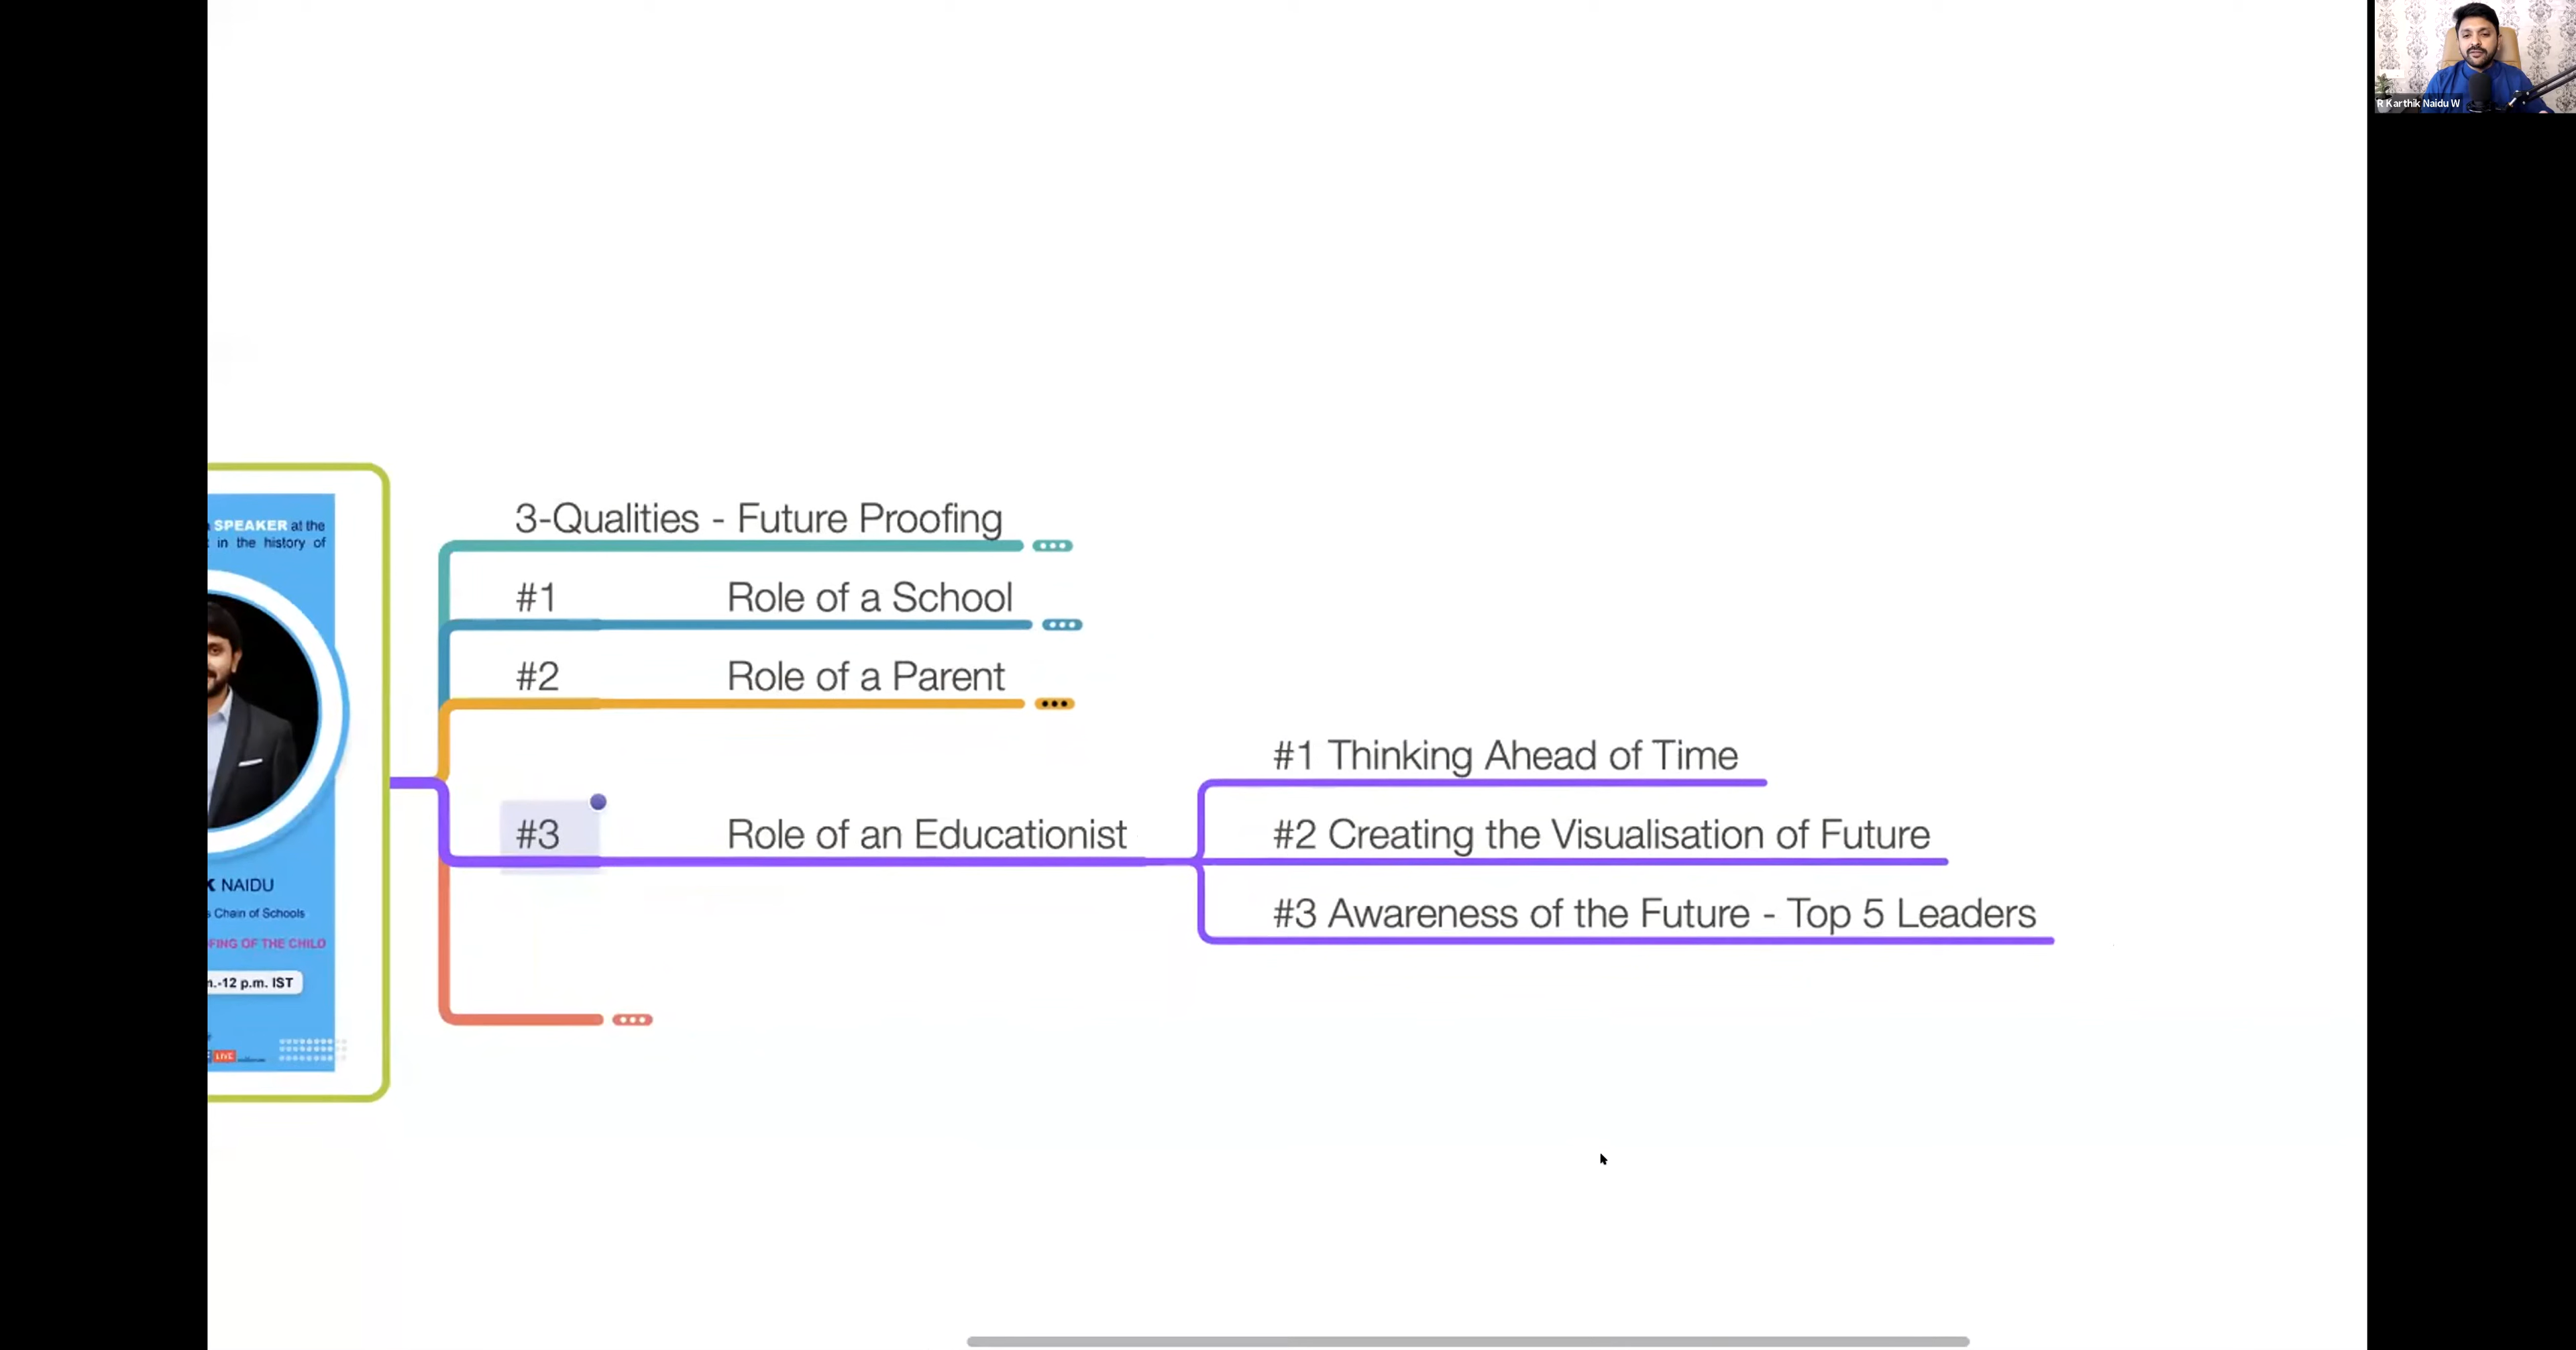 R Karthik Naidu W
SPEAKER at the
in the history of
NAIDU
Chain of Schools
OF THE CHILD
-12 p.m. IST
LIVE
3-Qualities - Future Proofing
#1 Role of a School
#2 Role of a Parent
#3 Role of an Educationist
#1 Thinking Ahead of Time
#2 Creating the Visualisation of Future
#3 Awareness of the Future - Top 5 Leaders